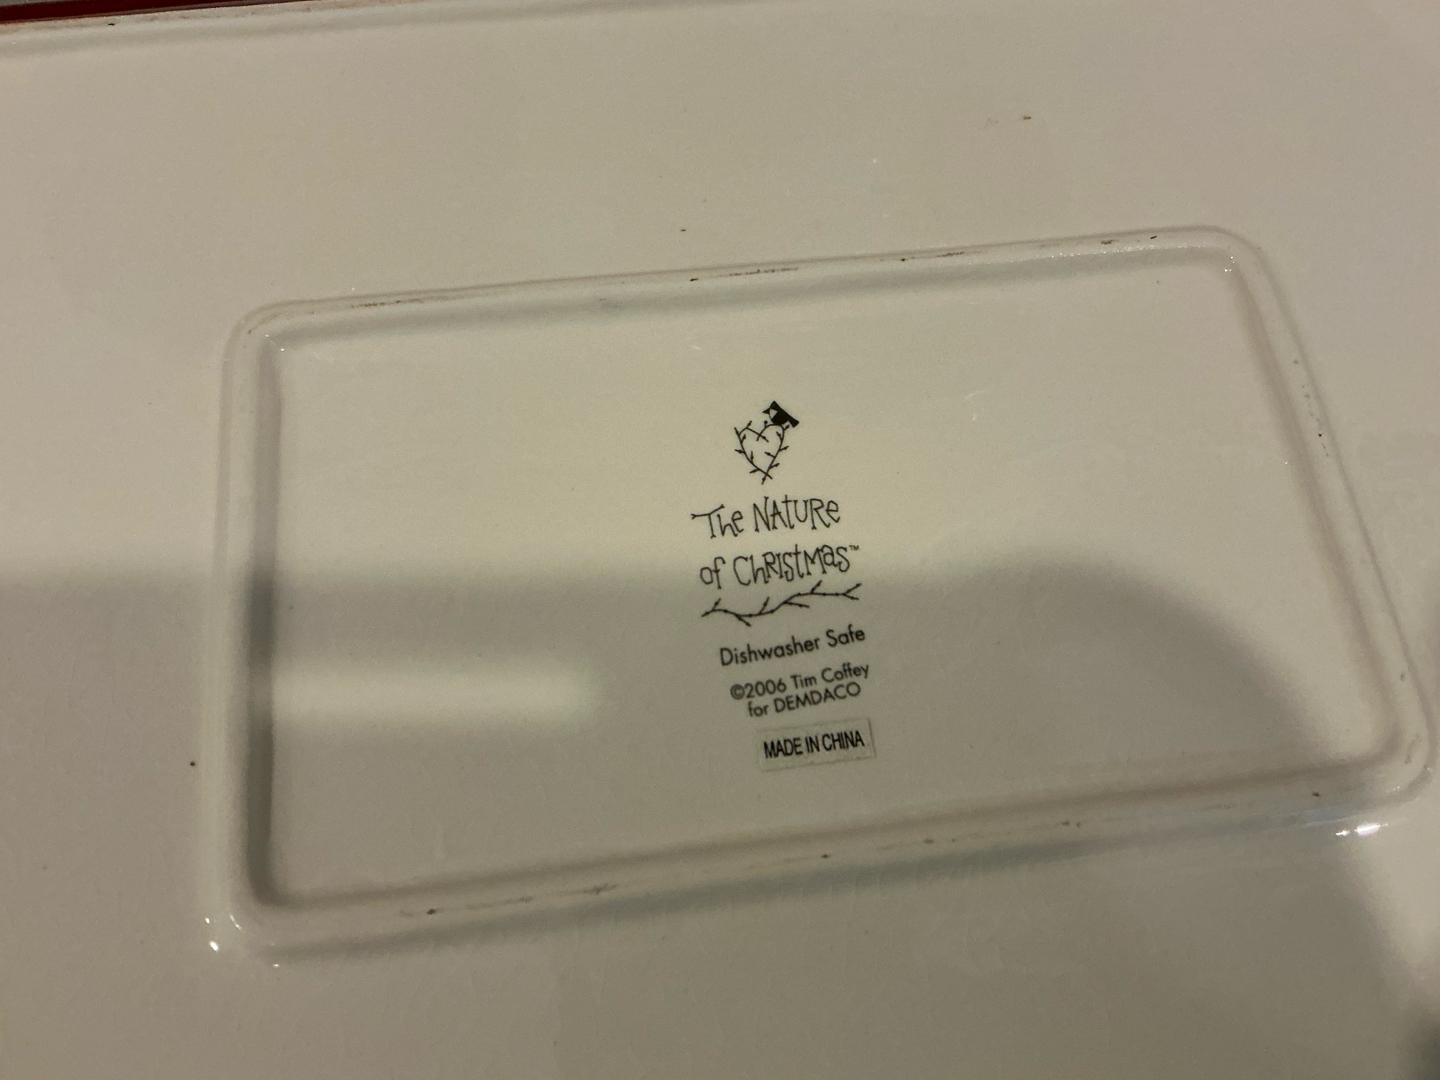 The Nature
of Christmas™
Dishwasher Safe
©2006 Tim Coffey
for DEMDACO
MADE IN CHINA